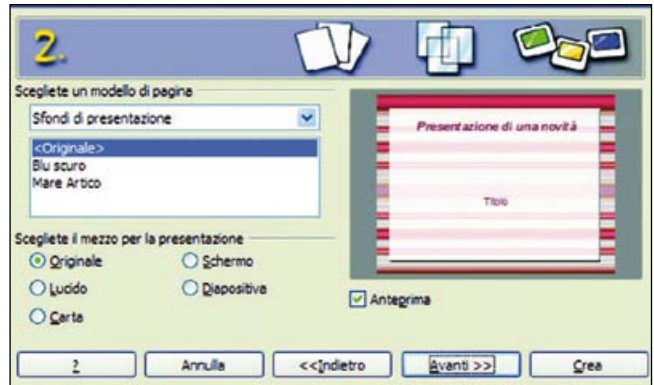 2.
Scegliete un modello di pagina
Sfondi di presentazione
<Originale>
Blu scuro
Mare Artico
Presentazione di una novità
Titolo
Scegliete il mezzo per la presentazione
Originale
Schermo
Lucido
Diapositiva
Carta
Anteprima
?
Annulla
<<Indietro
Avanti >>
Crea